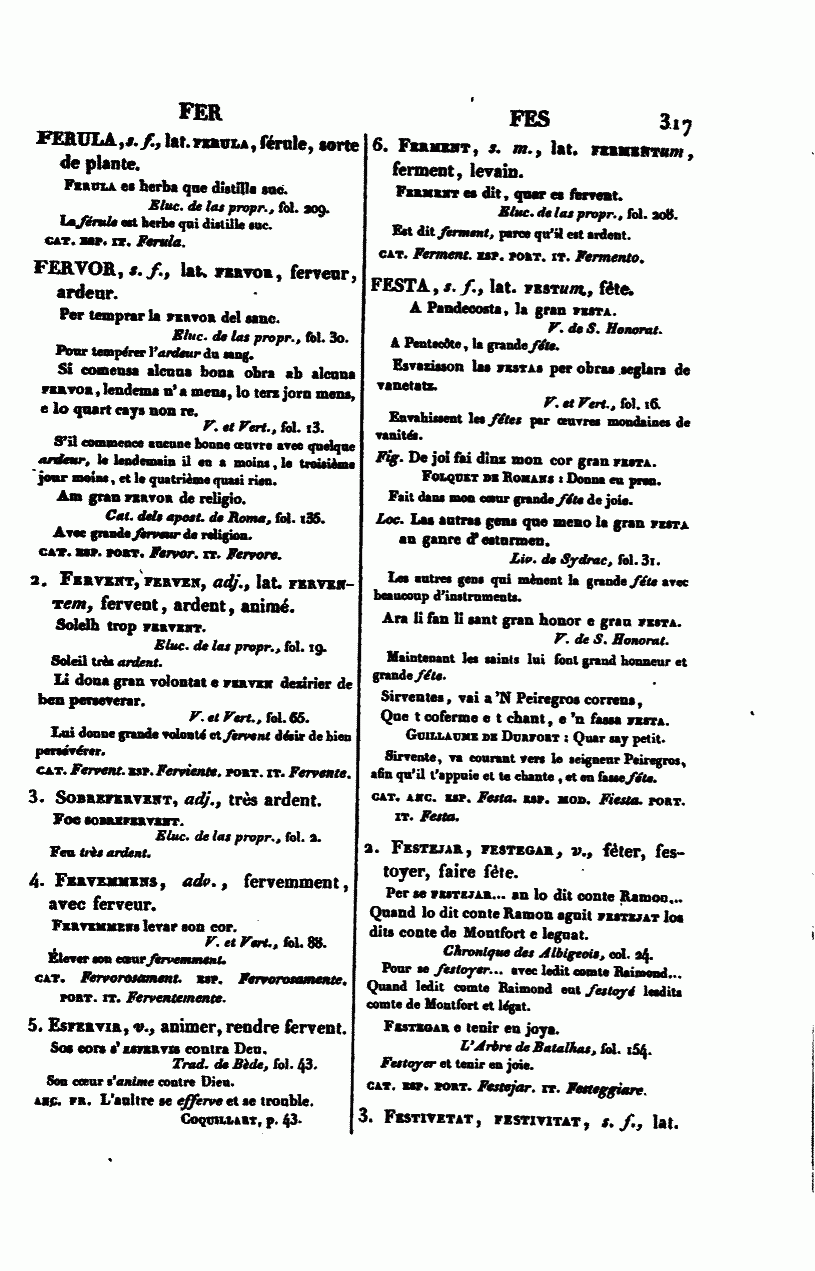 FER
FERULA, s. f., lat. FERULA, férule, sorte
de plante.
FERULA es herba que distilla suc.
Eluc. de las propr., fol. 209.
La férule est herbe qui distille suc.
CAT. ESP. IT. Ferula.
FERVOR, s. f., lat. FERVOR, ferveur,
ardeur.
Per temprar la FERVOR del sanc.
Eluc. de las propr., fol. 30.
Pour tempérer l'ardeur du sang.
Si comensa alcuna bona obra ab alcuna
FERVOR, lendema n'a mens, lo ters jorn mens,
e lo quart cays non re.
V. et Vert., fol. 13.
S'il commence aucune bonne œuvre avec quelque
ardeur, le lendemain il en a moins, le troisième
jour moins, et le quatrième quasi rien.
Am gran FERVOR de religio.
Cat. dels apost. de Roma, fol. 136.
Avec grande ferveur de religion.
CAT. ESP. PORT. Fervor. IT. Fervore.
2. FERVENT, FERVEN, adj., lat. FERVEN-
TEM, fervent, ardent, animé.
Solelh trop FERVENT.
Eluc. de las propr., fol. 19.
Soleil très ardent.
Li dona gran volontat e FERVEN dezirier de
ben perseverar.
V. et Vert., fol. 65.
Lui donne grande volonté et fervent désir de bien
persévérer.
CAT. Fervent. ESP. Ferviente. PORT. IT. Fervente.
3. SOBREFERVENT, adj., très ardent.
Foc SOBREFERVENT.
Eluc. de las propr., fol. 2.
Feu très ardent.
4. FERVEMMENS, adv., fervemment,
avec ferveur.
FERVEMMENS levar son cor.
V. et Vert., fol. 88.
Élever son cœur fervemment.
CAT. Fervorosament. ESP. Fervorosamente.
PORT. IT. Ferventemente.
5. ESFERVIR, v., animer, rendre fervent.
Sos cors s'ESFERVIS contra Deu.
Trad. de Bède, fol. 43.
Son cœur s'anime contre Dieu.
ANC. FR. L'aultre se efferve et se trouble.
COQUILLART, p. 43.
FES 317
6. FERMENT, s. m., lat. FERMENTum,
ferment, levain.
FERMENT es dit, quar es fervent.
Eluc. de las propr., fol. 208.
Est dit ferment, parce qu'il est ardent.
CAT. Ferment. ESP. PORT. IT. Fermento.
FESTA, s. f., lat. FESTUM, fête.
A Pandecosta, la gran FESTA.
V. de S. Honorat.
A Pentecôte, la grande fête.
Esvazisson las FESTAS per obras seglars de
vanetatz.
V. et Vert., fol. 16.
Envahissent les fêtes par œuvres mondaines de
vanités.
Fig. De joi fai dinz mon cor gran FESTA.
FOLQUET DE ROMANS : Donna eu pren.
Fait dans mon cœur grande fête de joie.
Loc. Las autras gens que meno la gran FESTA
an ganre d'esturmen.
Liv. de Sydrac, fol. 31.
Les autres gens qui mènent la grande fête avec
beaucoup d'instruments.
Ara li fan li sant gran honor e gran FESTA.
V. de S. Honorat.
Maintenant les saints lui font grand honneur et
grande fête.
Sirventes, vai a 'N Peiregros correns,
Que t coferme e t chant, e 'n fassa FESTA.
GUILLAUME DE DURFORT : Quar say petit.
Sirvente, va courant vers le seigneur Peiregros,
afin qu'il t'appuie et te chante, et en fasse fête.
CAT. ANC. ESP. Festa. ESP. MOD. Fiesta. PORT.
IT. Festa.
2. FESTEJAR, FESTEGAR, v., fêter, fes-
toyer, faire fête.
Per se FESTEJAR... an lo dit conte Ramon...
Quand lo dit conte Ramon aguit FESTEJAT los
dits conte de Montfort e leguat.
Chronique des Albigeois, col. 24.
Pour se festoyer... avec ledit comte Raimond...
Quand ledit comte Raimond eut festoyé lesdits
comte de Montfort et légat.
FESTEGAR e tenir en joya.
L'Arbre de Batalhas, fol. 154.
Festoyer et tenir en joie.
CAT. ESP. PORT. Festejar. IT. Festeggiare.
3. FESTIVETAT, FESTIVITAT, s. f., lat.